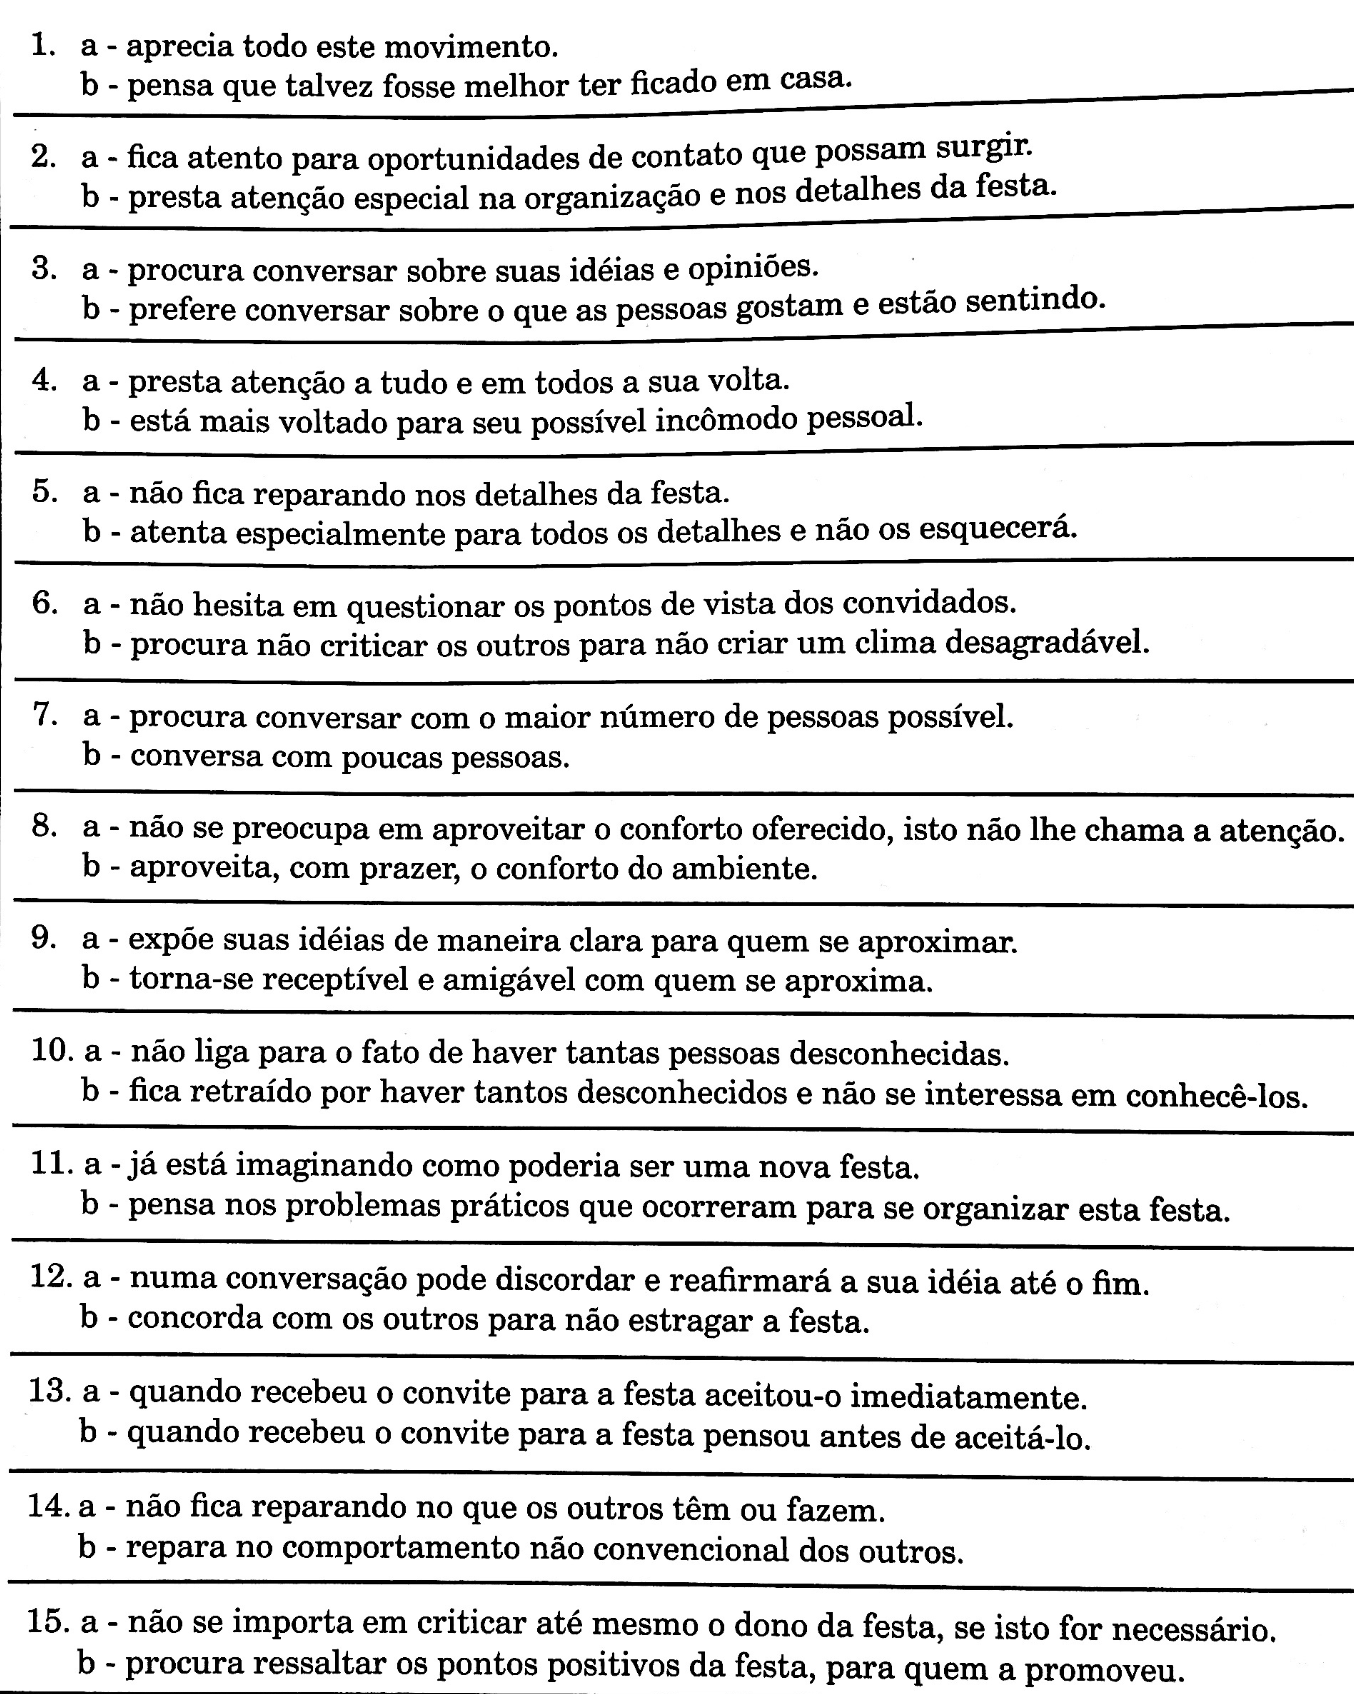 1. a - aprecia todo este movimento.
b - pensa que talvez fosse melhor ter ficado em casa.
2. a - fica atento para oportunidades de contato que possam surgir.
b - presta atenção especial na organização e nos detalhes da festa.
3. a - procura conversar sobre suas idéias e opiniões.
b - prefere conversar sobre o que as pessoas gostam e estão sentindo.
4. a - presta atenção a tudo e em todos a sua volta.
b - está mais voltado para seu possível incômodo pessoal.
5. a - não fica reparando nos detalhes da festa.
b - atenta especialmente para todos os detalhes e não os esquecerá.
6. a - não hesita em questionar os pontos de vista dos convidados.
b - procura não criticar os outros para não criar um clima desagradável.
7. a - procura conversar com o maior número de pessoas possível.
b - conversa com poucas pessoas.
8. a - não se preocupa em aproveitar o conforto oferecido, isto não lhe chama a atenção.
b - aproveita, com prazer, o conforto do ambiente.
9. a - expõe suas idéias de maneira clara para quem se aproximar.
b - torna-se receptível e amigável com quem se aproxima.
10. a - não liga para o fato de haver tantas pessoas desconhecidas.
b - fica retraído por haver tantos desconhecidos e não se interessa em conhecê-los.
11. a - já está imaginando como poderia ser uma nova festa.
b - pensa nos problemas práticos que ocorreram para se organizar esta festa.
12. a - numa conversação pode discordar e reafirmará a sua idéia até o fim.
b - concorda com os outros para não estragar a festa.
13. a - quando recebeu o convite para a festa aceitou-o imediatamente.
b - quando recebeu o convite para a festa pensou antes de aceitá-lo.
14. a - não fica reparando no que os outros têm ou fazem.
b - repara no comportamento não convencional dos outros.
15. a - não se importa em criticar até mesmo o dono da festa, se isto for necessário.
b - procura ressaltar os pontos positivos da festa, para quem a promoveu.